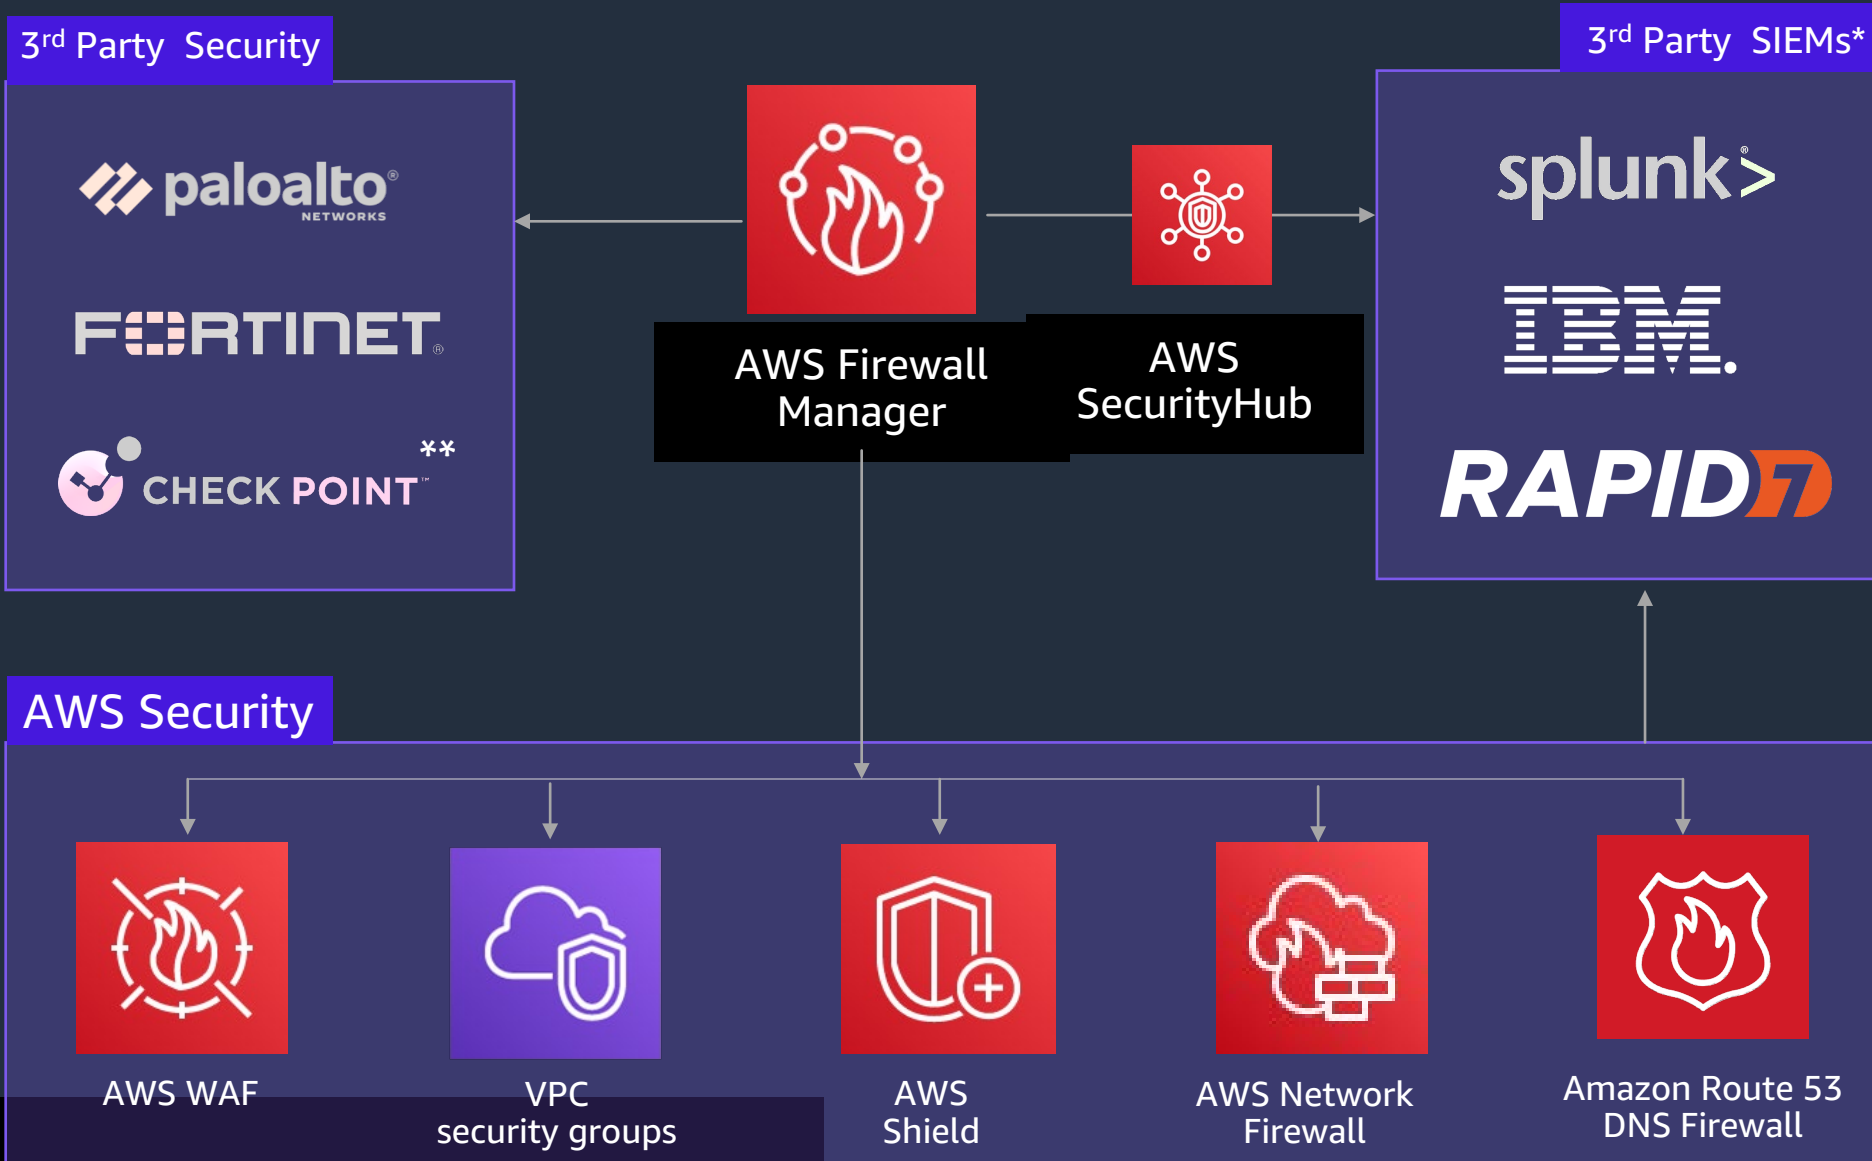 3rd Party Security
3rd Party SIEMs*
paloalto®
NETWORKS
splunk>®
FORTINET®
IBM®
AWS Firewall
Manager
AWS
SecurityHub
**
CHECK POINT™
RAPID7
AWS Security
AWS WAF
VPC
security groups
AWS
Shield
AWS Network
Firewall
Amazon Route 53
DNS Firewall